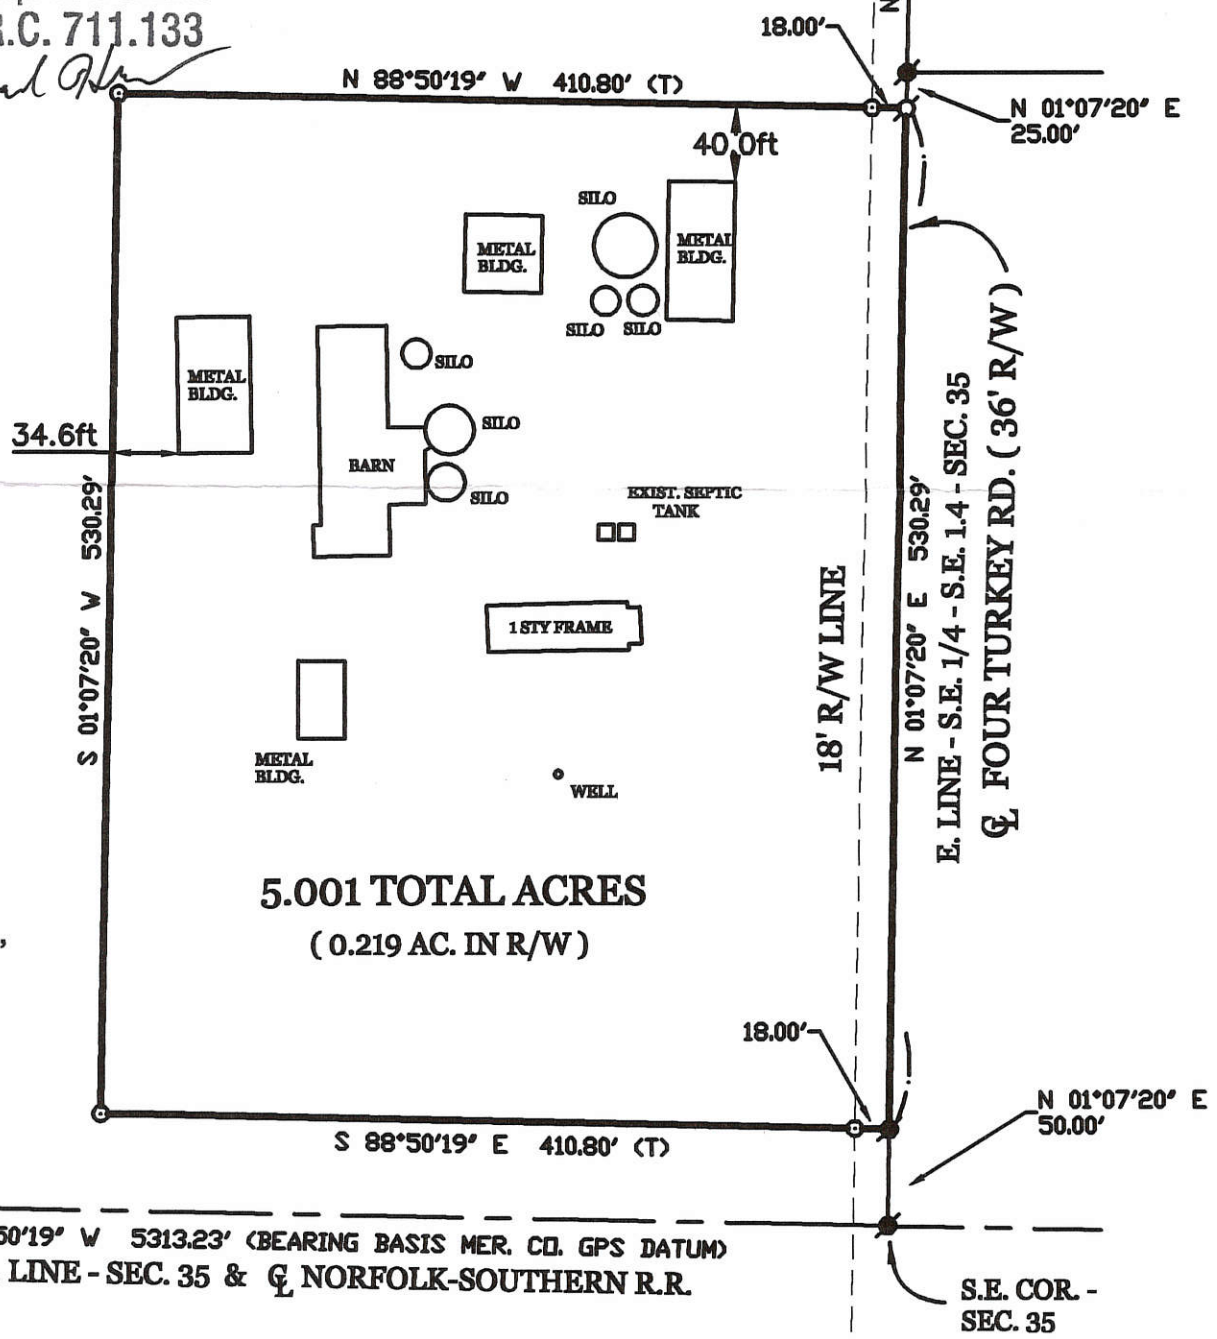 R.C. 711.133
18.00'
N
N 88°50'19" W 410.80' (T)
N 01°07'20" E
25.00'
40.0ft
SILO
METAL
BLDG.
METAL
BLDG.
SILO SILO
METAL
BLDG.
SILO
34.6ft
SILO
BARN
SILO
EXIST. SEPTIC
TANK
S 01°07'20" W 530.29'
1 STY FRAME
18' R/W LINE
N 01°07'20" E 530.29'
E. LINE - S.E. 1/4 - S.E. 1.4 - SEC. 35
℄ FOUR TURKEY RD. ( 36' R/W )
METAL
BLDG.
WELL
5.001 TOTAL ACRES
( 0.219 AC. IN R/W )
18.00'
N 01°07'20" E
50.00'
S 88°50'19" E 410.80' (T)
50'19" W 5313.23' (BEARING BASIS MER. CO. GPS DATUM)
LINE - SEC. 35 & ℄ NORFOLK-SOUTHERN R.R.
S.E. COR. -
SEC. 35